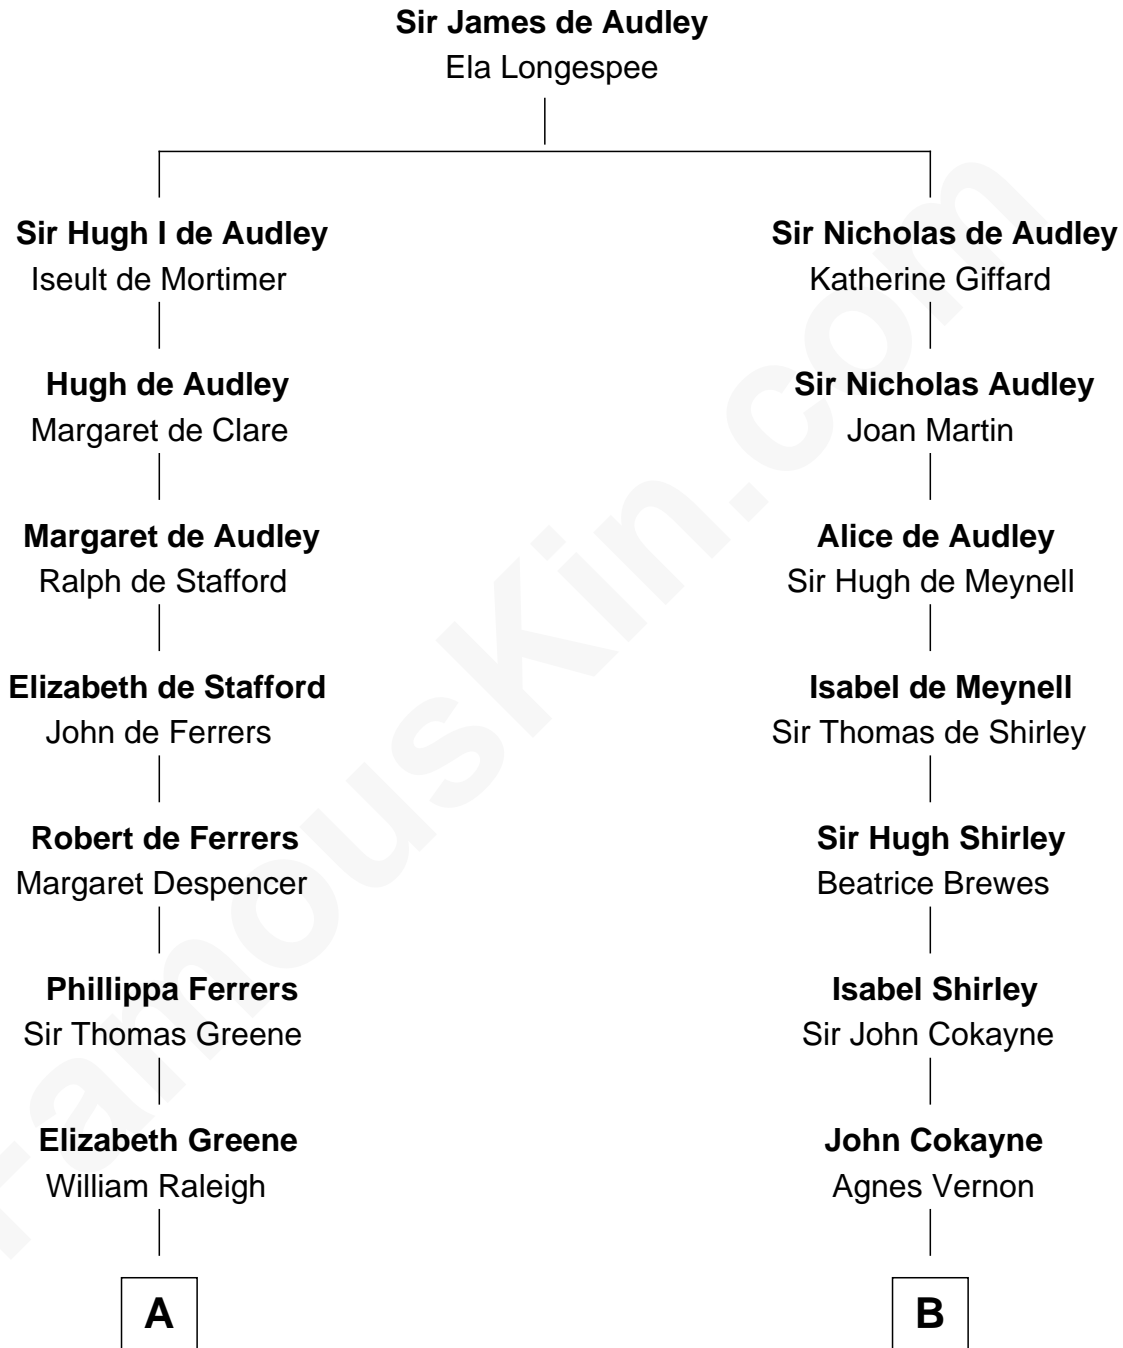 Sir James de Audley
Ela Longespee
Sir Hugh I de Audley
Iseult de Mortimer
Sir Nicholas de Audley
Katherine Giffard
Hugh de Audley
Margaret de Clare
Sir Nicholas Audley
Joan Martin
Margaret de Audley
Ralph de Stafford
Alice de Audley
Sir Hugh de Meynell
Elizabeth de Stafford
John de Ferrers
Isabel de Meynell
Sir Thomas de Shirley
Robert de Ferrers
Margaret Despencer
Sir Hugh Shirley
Beatrice Brewes
Phillippa Ferrers
Sir Thomas Greene
Isabel Shirley
Sir John Cokayne
Elizabeth Greene
William Raleigh
John Cokayne
Agnes Vernon
A
B
FamousKin.com